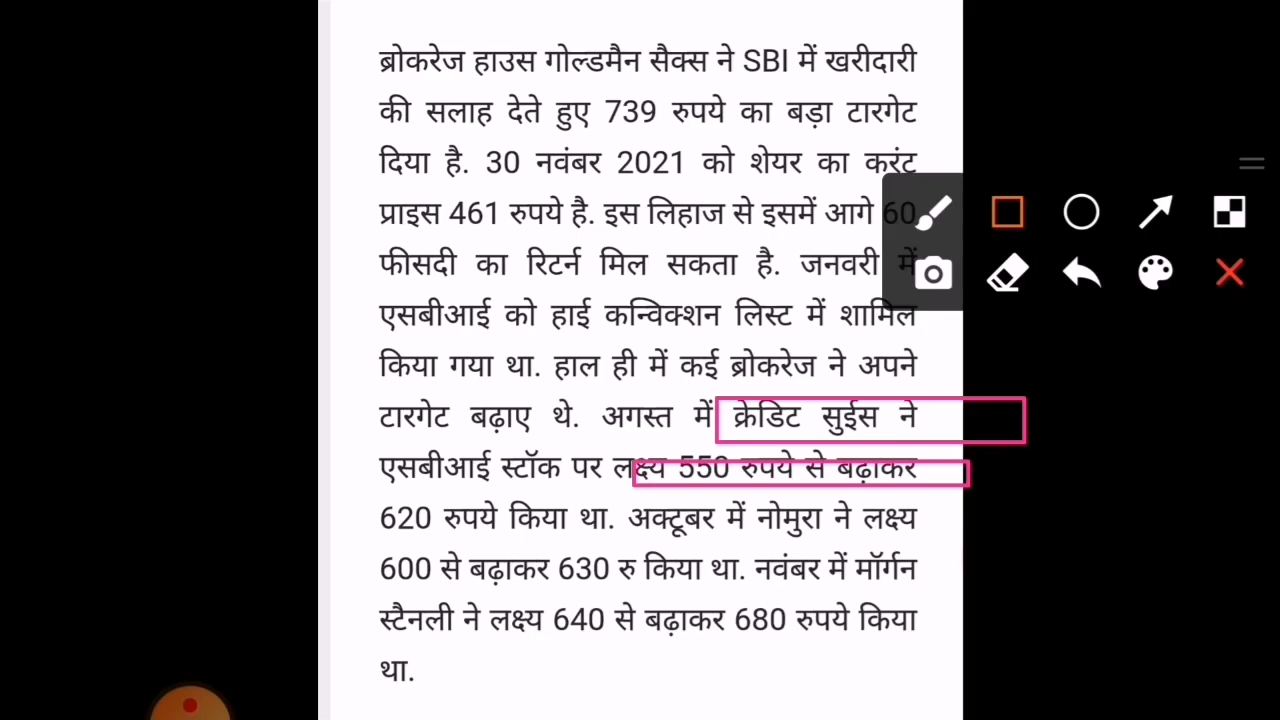 ब्रोकरेज हाउस गोल्डमैन सैक्स ने SBI में खरीदारी
की सलाह देते हुए 739 रुपये का बड़ा टारगेट
दिया है. 30 नवंबर 2021 को शेयर का करंट
प्राइस 461 रुपये है. इस लिहाज से इसमें आगे 60
फीसदी का रिटर्न मिल सकता है. जनवरी में
एसबीआई को हाई कन्विक्शन लिस्ट में शामिल
किया गया था. हाल ही में कई ब्रोकरेज ने अपने
टारगेट बढ़ाए थे. अगस्त में क्रेडिट सुईस ने
एसबीआई स्टॉक पर लक्ष्य 550 रुपये से बढ़ाकर
620 रुपये किया था. अक्टूबर में नोमुरा ने लक्ष्य
600 से बढ़ाकर 630 रु किया था. नवंबर में मॉर्गन
स्टैनली ने लक्ष्य 640 से बढ़ाकर 680 रुपये किया
था.